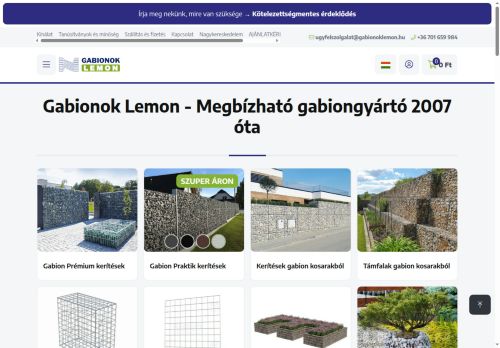 Írja meg nekünk, mire van szüksége → Kötelezettségmentes érdeklődés
Kínálat Tanúsítványok és minőség Szállítás és fizetés Kapcsolat Nagykereskedelem AJÁNLATKÉRÉ
ugyfelszolgalat@gabionoklemon.hu +36 701 659 984
GABIONOK
LEMON
0
0 Ft
Gabionok Lemon - Megbízható gabiongyártó 2007
óta
SZUPER ÁRON
Gabion Prémium kerítések
Gabion Praktik kerítések
Kerítések gabion kosarakból
Támfalak gabion kosarakból